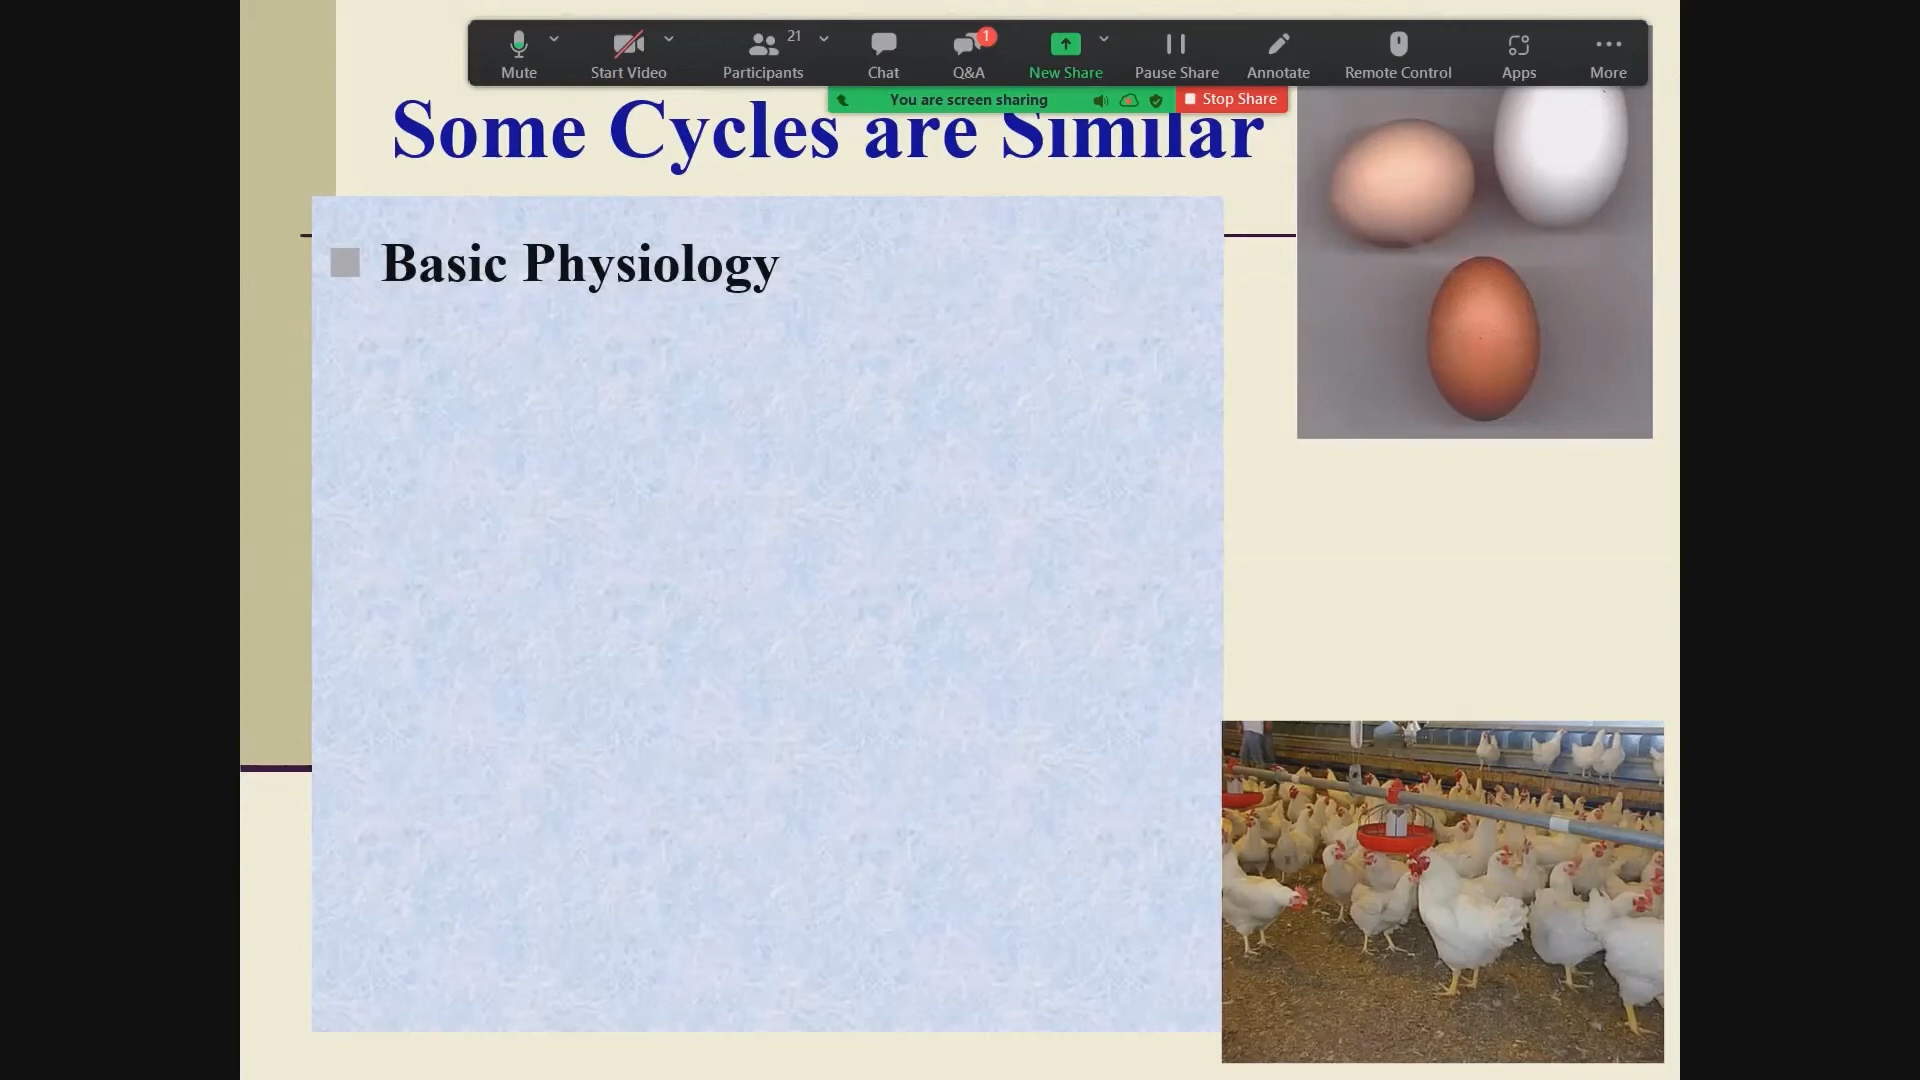 Mute
Start Video
Participants
21
Chat
Q&A
1
New Share
Pause Share
Annotate
Remote Control
Apps
More
You are screen sharing
Stop Share
Some Cycles are Similar
Basic Physiology